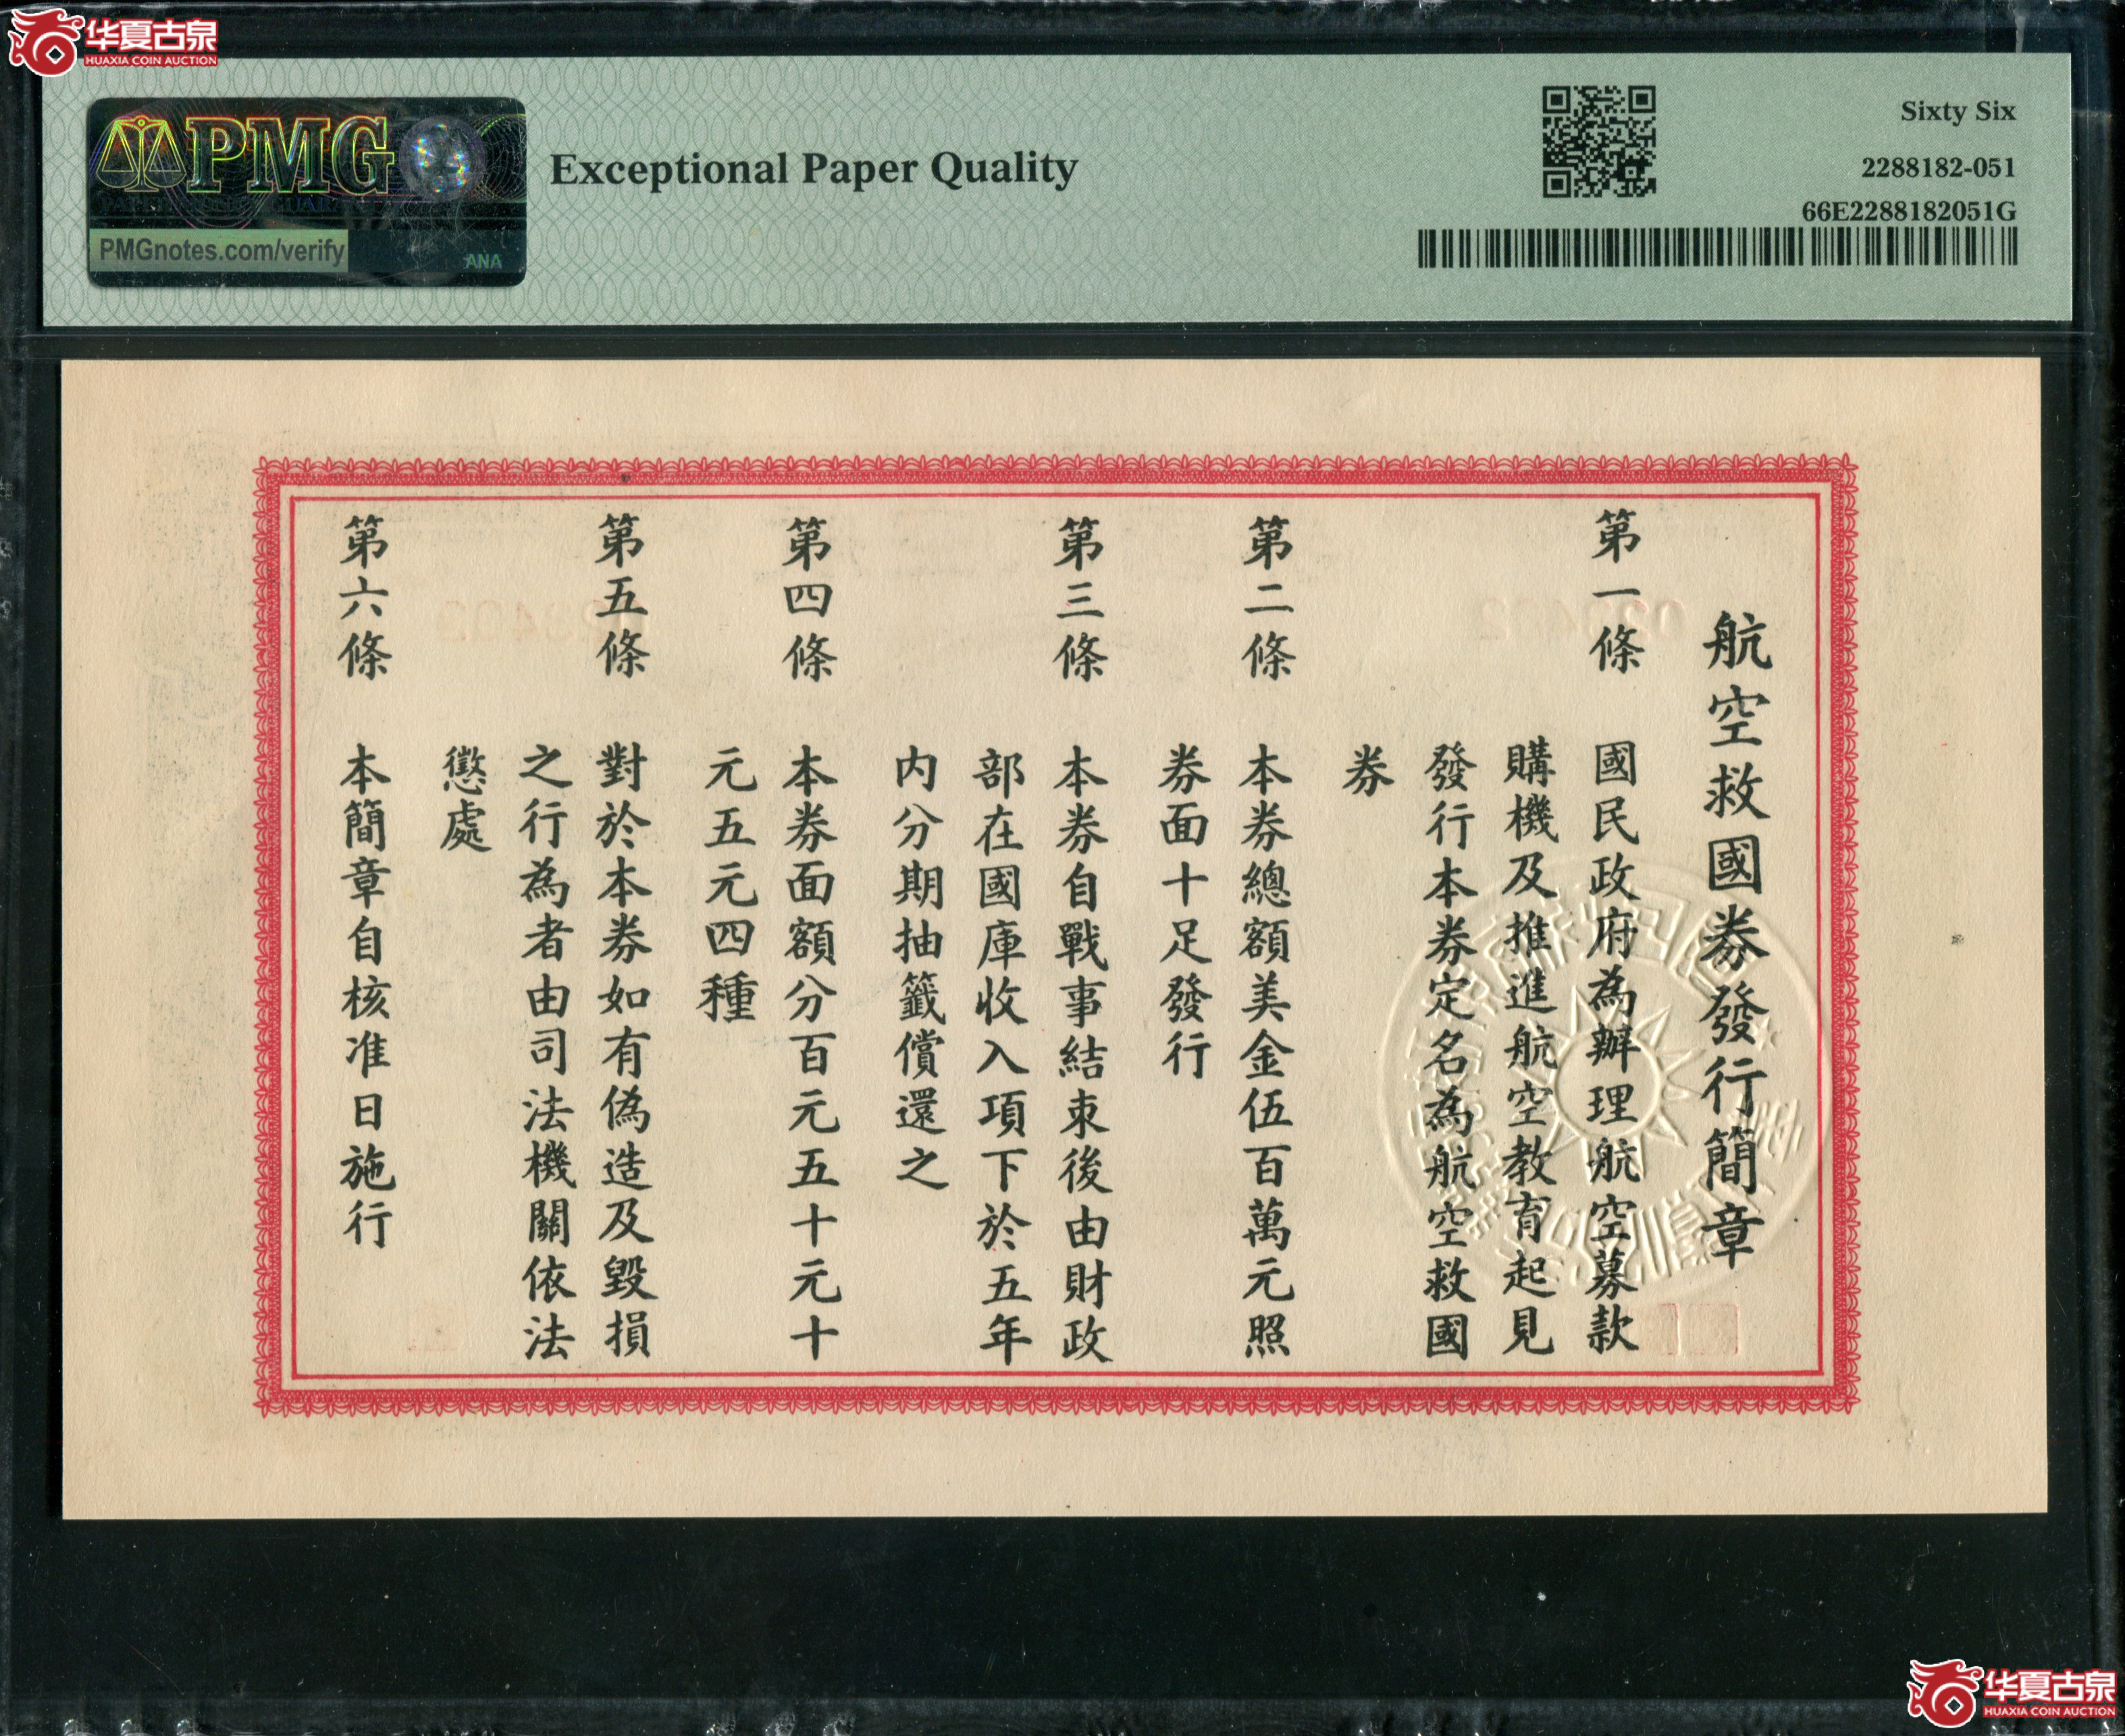 华夏古泉
HUAXIA COIN AUCTION
PMG
PMGnotes.com/verify
ANA
Exceptional Paper Quality
Sixty Six
2288182-051
66E2288182051G
航空救國券發行簡章
第一條 國民政府為辦理航空募款
購機及推進航空教育起見
發行本券定名為航空救國
券
第二條 本券總額美金伍百萬元照
券面十足發行
第三條 本券自戰事結束後由財政
部在國庫收入項下於五年
内分期抽籤償還之
第四條 本券面額分百元五十元十
元五元四種
第五條 對於本券如有偽造及毀損
之行為者由司法機關依法
懲處
第六條 本簡章自核准日施行
华夏古泉
HUAXIA COIN AUCTION